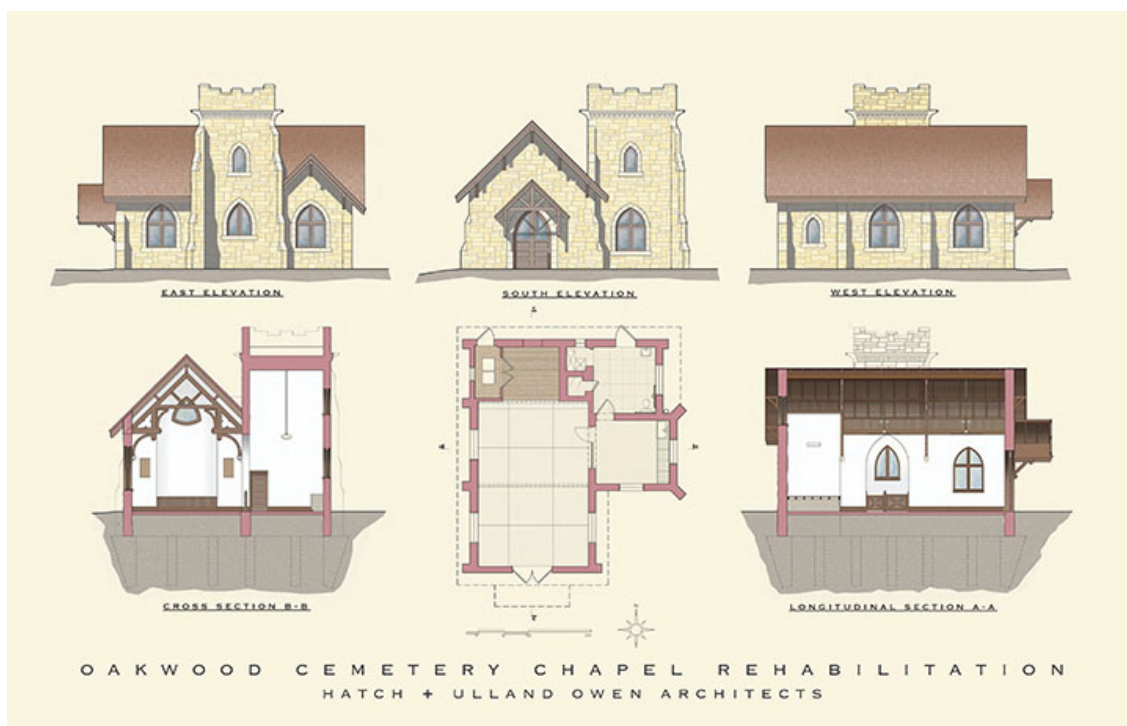 EAST ELEVATION
SOUTH ELEVATION
WEST ELEVATION
CROSS SECTION B-B
LONGITUDINAL SECTION A-A
OAKWOOD CEMETERY CHAPEL REHABILITATION
HATCH + ULLAND OWEN ARCHITECTS